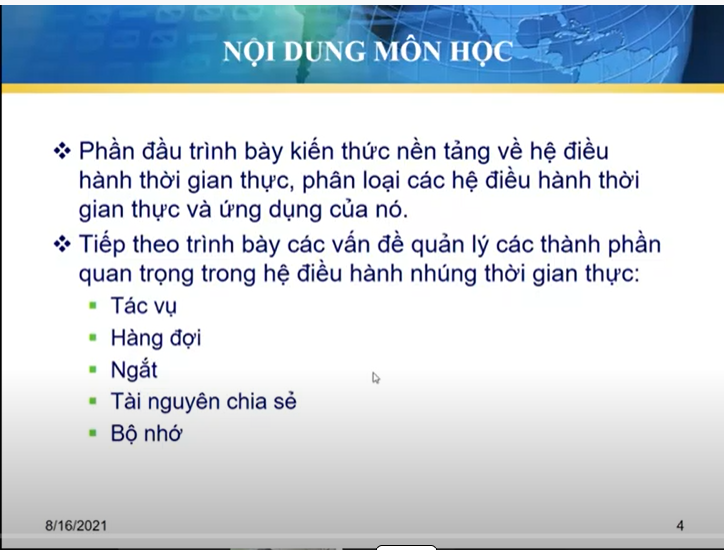 NỘI DUNG MÔN HỌC
❖ Phần đầu trình bày kiến thức nền tảng về hệ điều
hành thời gian thực, phân loại các hệ điều hành thời
gian thực và ứng dụng của nó.
❖ Tiếp theo trình bày các vấn đề quản lý các thành phần
quan trọng trong hệ điều hành nhúng thời gian thực:
▪ Tác vụ
▪ Hàng đợi
▪ Ngắt
▪ Tài nguyên chia sẻ
▪ Bộ nhớ
8/16/2021 4